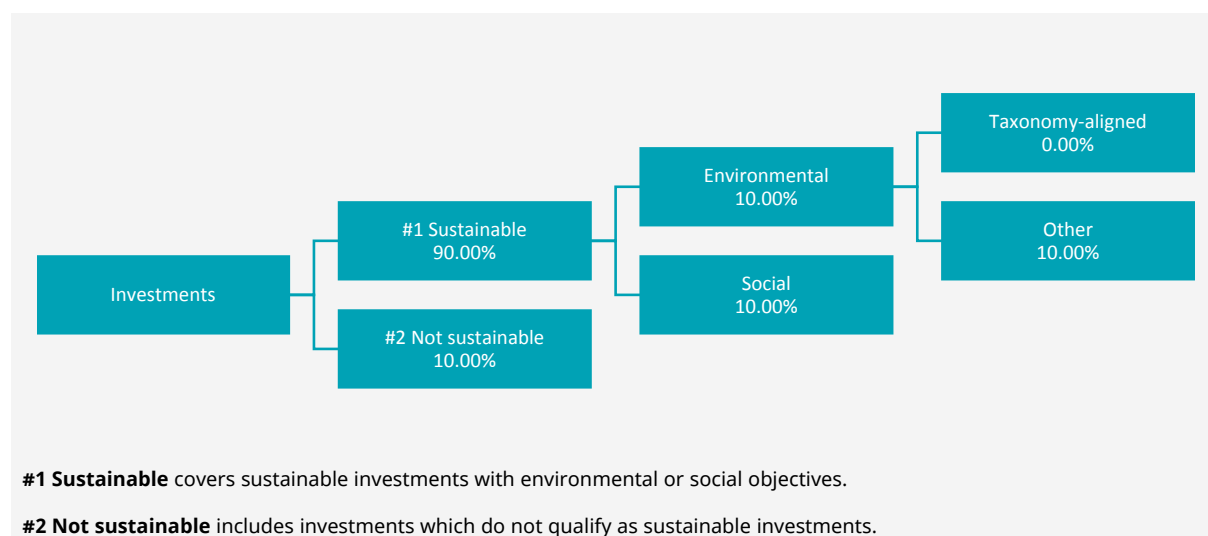 Taxonomy-aligned
0.00%
Environmental
10.00%
#1 Sustainable
90.00%
Other
10.00%
Investments
Social
10.00%
#2 Not sustainable
10.00%
#1 Sustainable covers sustainable investments with environmental or social objectives.
#2 Not sustainable includes investments which do not qualify as sustainable investments.